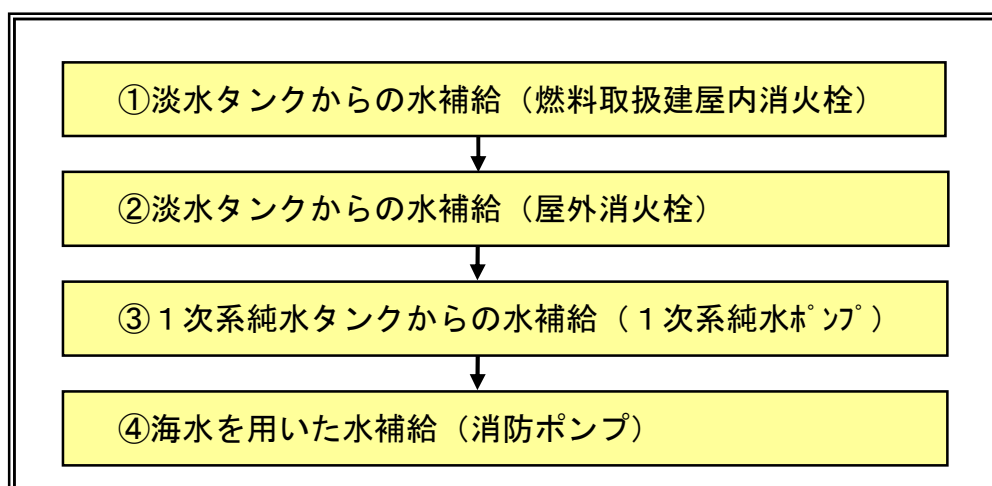 ①淡水タンクからの水補給（燃料取扱建屋内消火栓）
②淡水タンクからの水補給（屋外消火栓）
③１次系純水タンクからの水補給（１次系純水ﾎﾟﾝﾌﾟ）
④海水を用いた水補給（消防ポンプ）